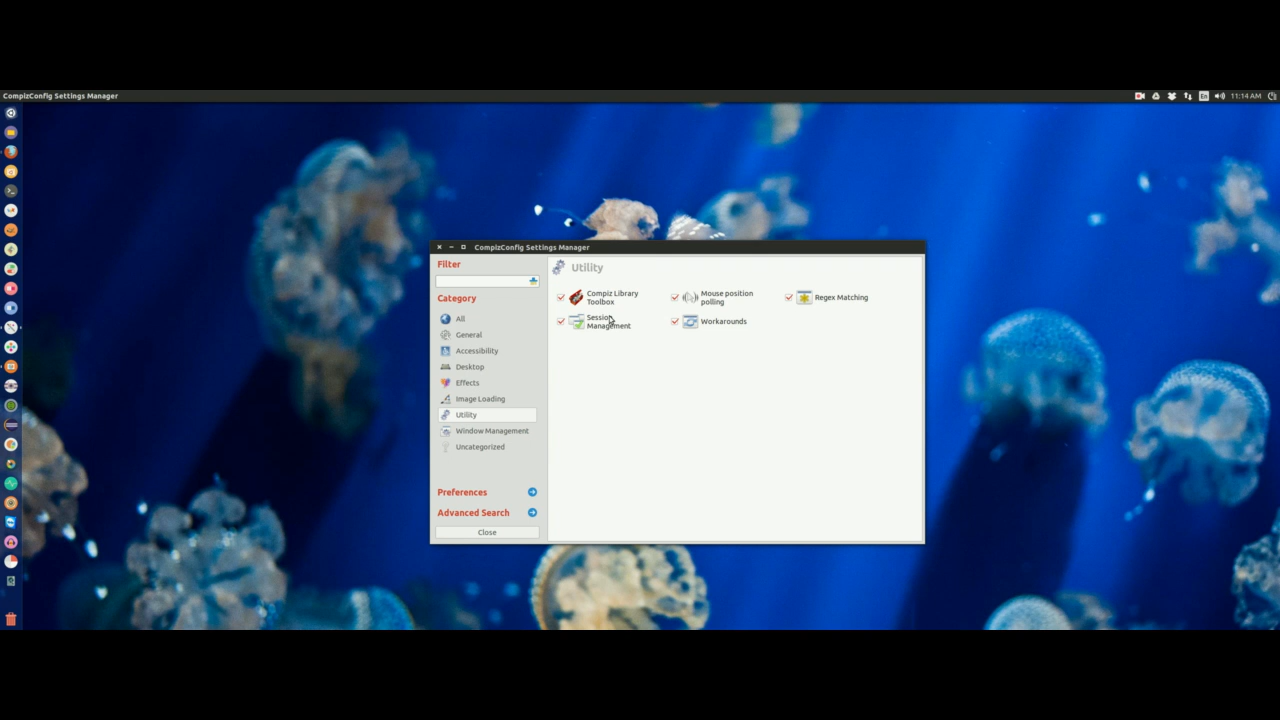 CompizConfig Settings Manager
En
11:14 AM
CompizConfig Settings Manager
Filter
Category
All
General
Accessibility
Desktop
Effects
Image Loading
Utility
Window Management
Uncategorized
Preferences
Advanced Search
Close
Utility
Compiz Library
Toolbox
Mouse position
polling
Regex Matching
Session
Management
Workarounds